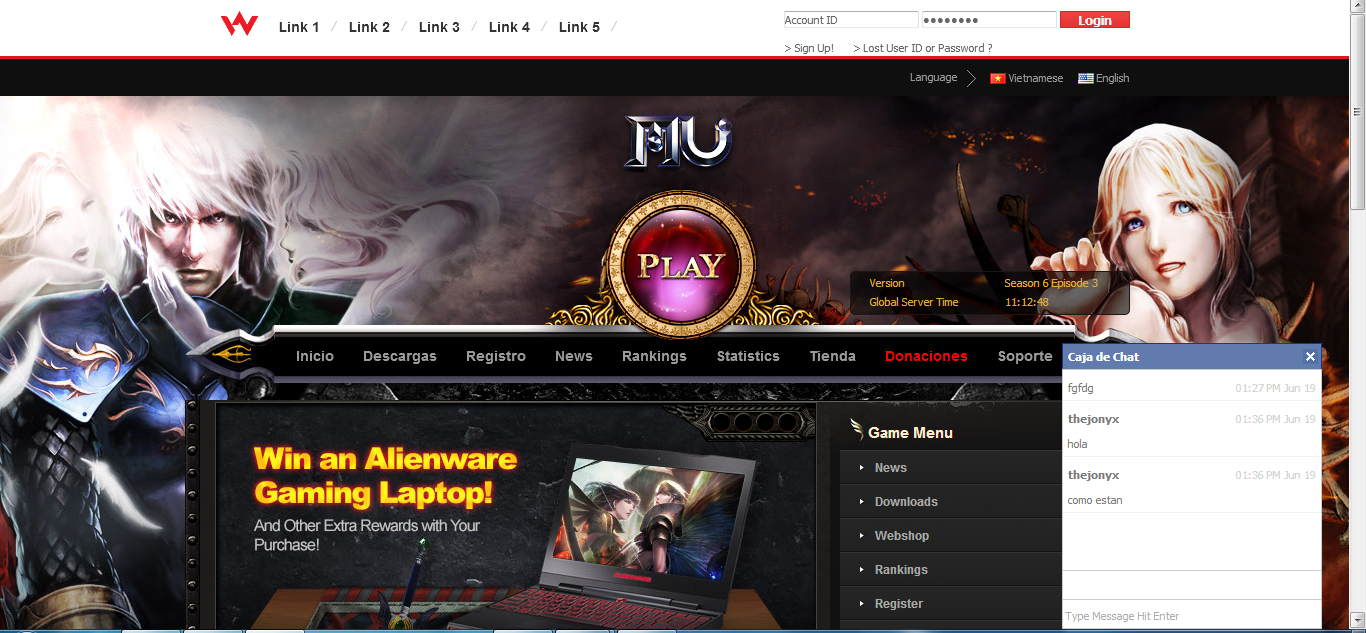 Link 1 / Link 2 / Link 3 / Link 4 / Link 5 /
Account ID ●●●●●●●● Login
> Sign Up! > Lost User ID or Password ?
Language Vietnamese English
MU
PLAY
Version Season 6 Episode 3
Global Server Time 11:12:48
Inicio Descargas Registro News Rankings Statistics Tienda Donaciones Soporte
Win an Alienware
Gaming Laptop!
And Other Extra Rewards with Your
Purchase!
Game Menu
News
Downloads
Webshop
Rankings
Register
Caja de Chat
fgfdg 01:27 PM Jun 19
thejonyx 01:36 PM Jun 19
hola
thejonyx 01:36 PM Jun 19
como estan
Type Message Hit Enter